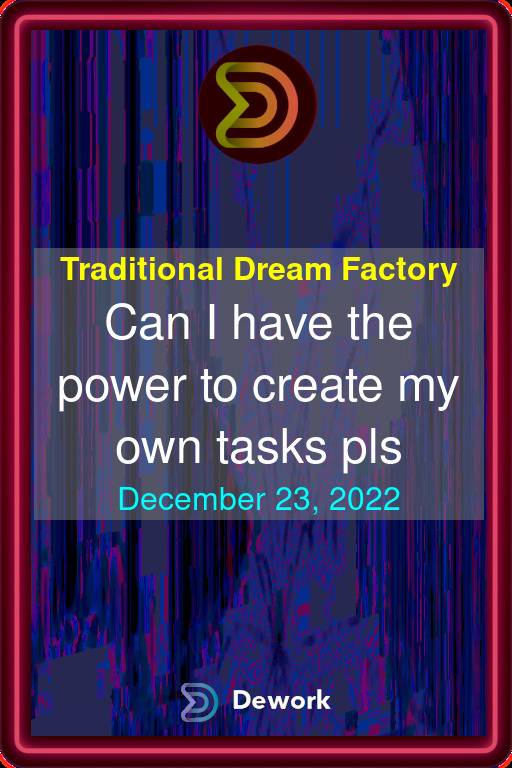 Traditional Dream Factory
Can I have the
power to create my
own tasks pls
December 23, 2022
Dework